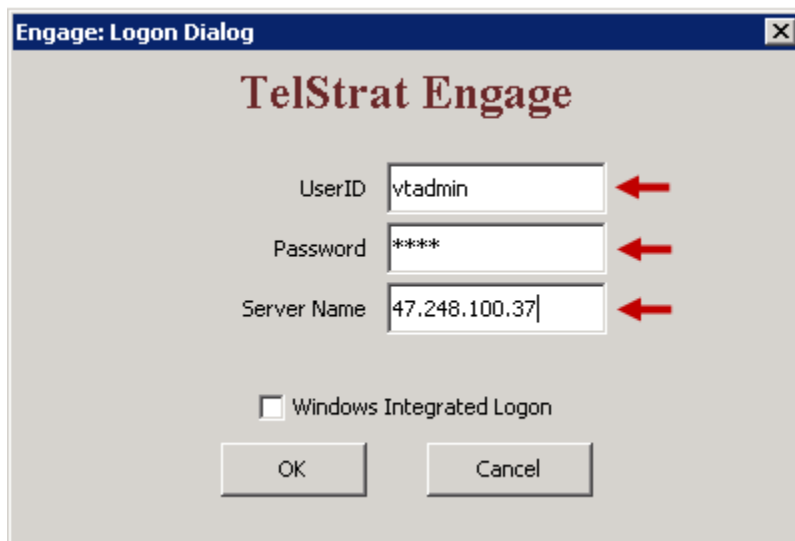 Engage: Logon Dialog
TelStrat Engage
UserID vtadmin
Password ****
Server Name 47.248.100.37
Windows Integrated Logon
OK Cancel